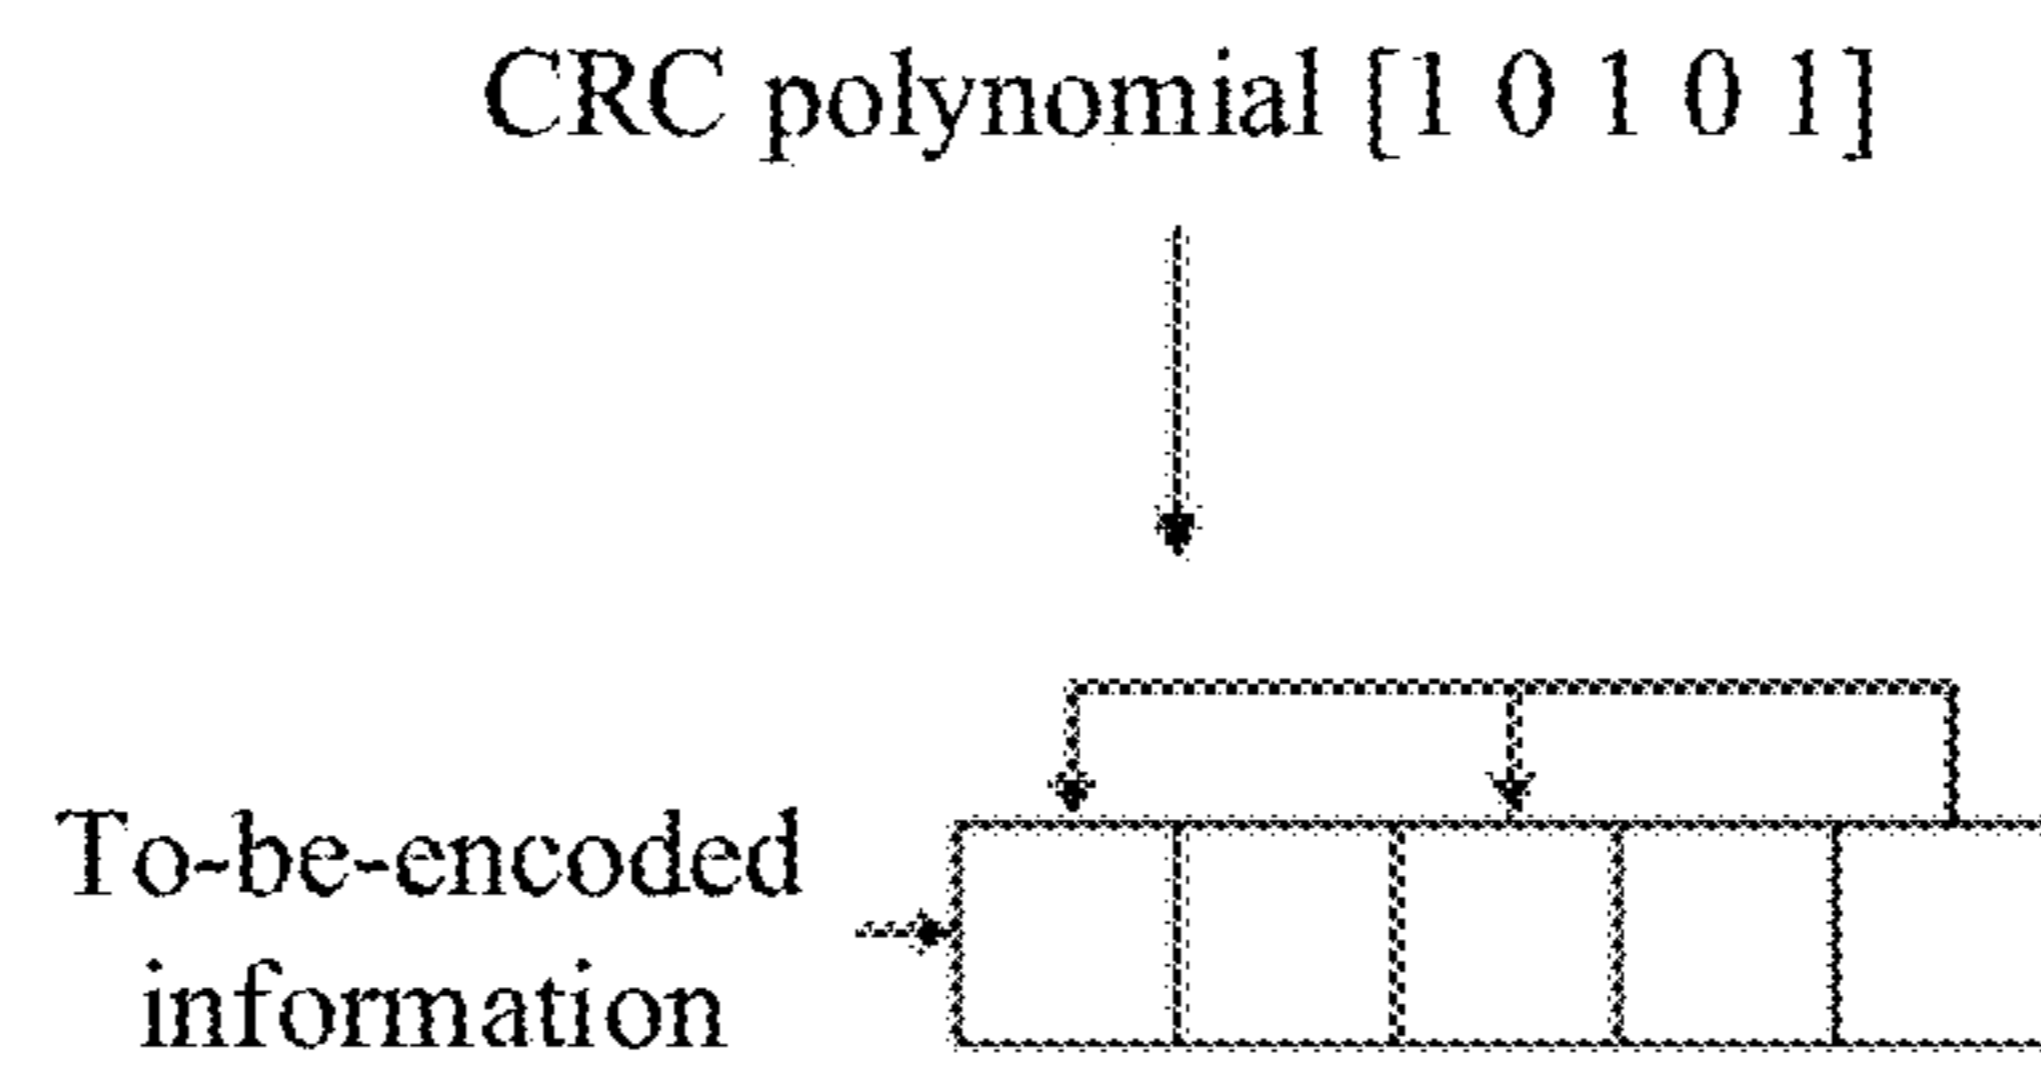 CRC polynomial [1 0 1 0 1]
To-be-encoded
information